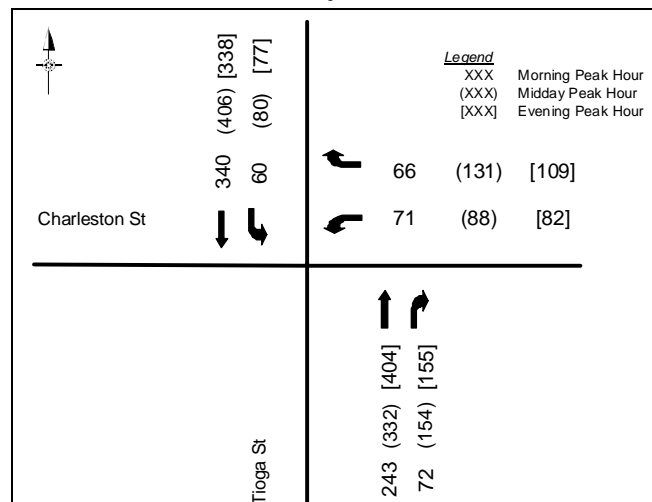 Legend
XXX Morning Peak Hour
(XXX) Midday Peak Hour
[XXX] Evening Peak Hour
340 (406) [338]
60 (80) [77]
66 (131) [109]
71 (88) [82]
Charleston St
243 (332) [404]
72 (154) [155]
Tioga St